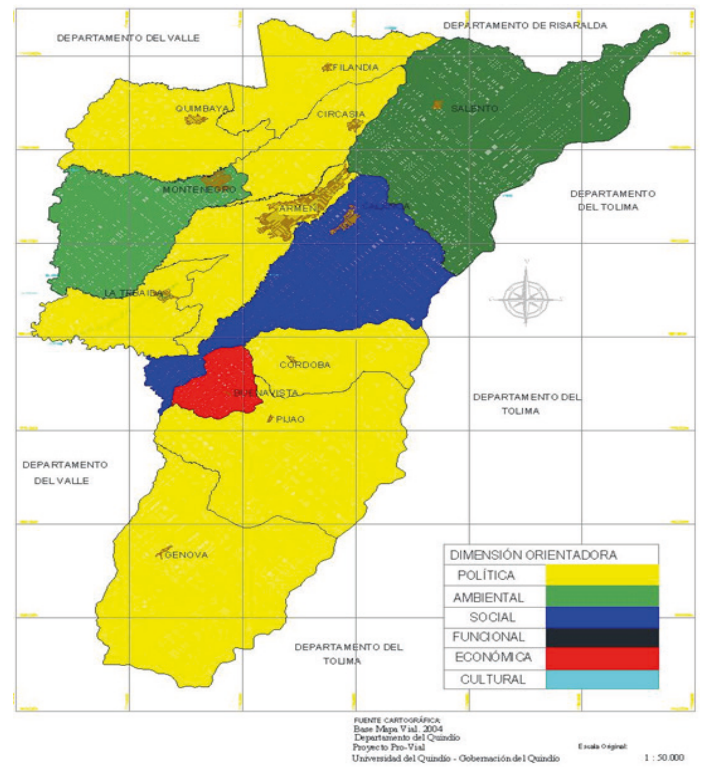 DEPARTAMENTO DE RISARALDA
DEPARTAMENTO DEL VALLE
FILANDIA
QUIMBAYA
CIRCASIA
SALENTO
MONTENEGRO
DEPARTAMENTO
DEL TOLIMA
ARMENIA
LA TEBAIDA
CORDOBA
BUENAVISTA
DEPARTAMENTO DEL
TOLIMA
PIJAO
DEPARTAMENTO
DEL VALLE
GENOVA
DIMENSIÓN ORIENTADORA
POLÍTICA
AMBIENTAL
SOCIAL
FUNCIONAL
ECONÓMICA
CULTURAL
DEPARTAMENTO DEL
TOLIMA
FUENTE CARTOGRÁFICA:
Base Mapa Vial. 2004
Departamento del Quindío
Proyecto Pro-Vial
Universidad del Quindío - Gobernación del Quindío
Escala Original:
1 : 50.000